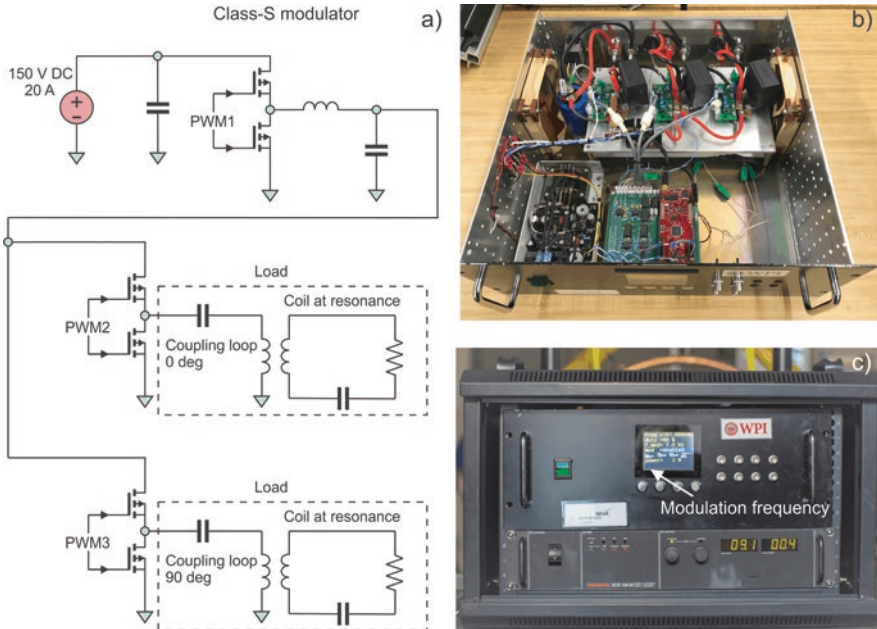 Class-S modulator
a)
150 V DC
20 A
PWM1
Load
Coil at resonance
PWM2
Coupling loop
0 deg
Load
Coil at resonance
PWM3
Coupling loop
90 deg
b)
WPI
c)
WPI
Modulation frequency
09.1 00.4